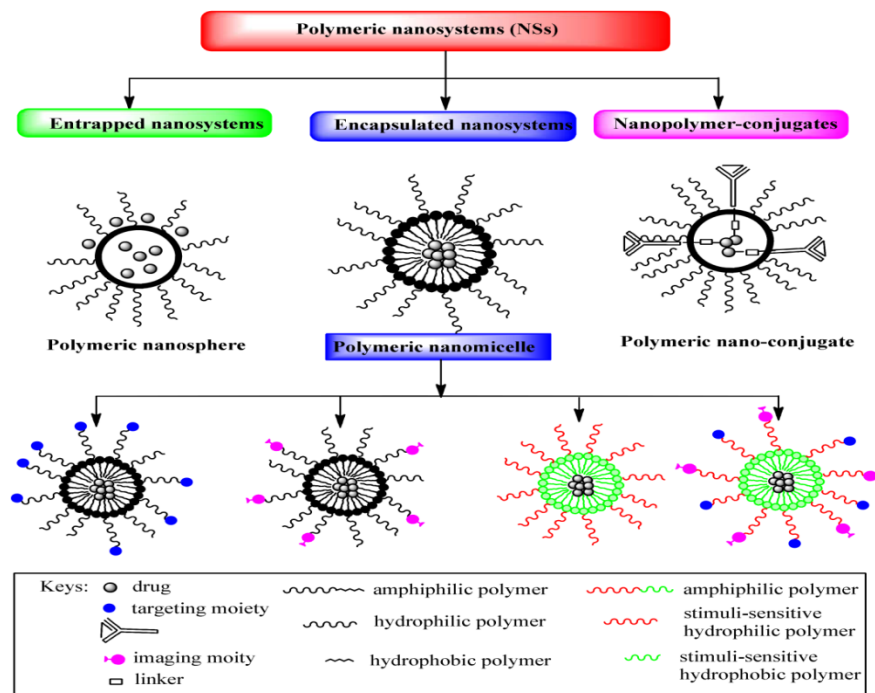 Polymeric nanosystems (NSs)
Entrapped nanosystems
Encapsulated nanosystems
Nanopolymer-conjugates
Polymeric nanosphere
Polymeric nanomicelle
Polymeric nano-conjugate
Keys:
drug
targeting moiety
imaging moity
linker
amphiphilic polymer
hydrophilic polymer
hydrophobic polymer
amphiphilic polymer
stimuli-sensitive
hydrophilic polymer
stimuli-sensitive
hydrophobic polymer